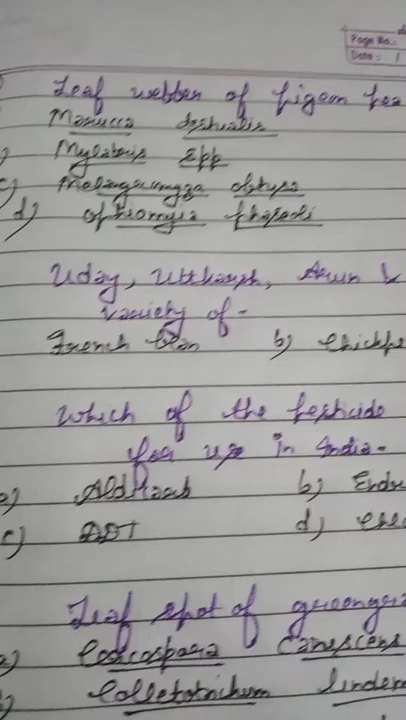 Page No.:
Date: /
Leaf webber of Pigeon Pea
Maruca testulalis
Mylabris spp
c) Melanagromyza obtusa
d) Ophiomyia phaseoli
Uday, Utkarsh, Arun
variety of -
French bean b) Chickpe
Which of the Pesticide
for use in India -
a) Aldicarb b) Endo
c) DDT d)
Leaf spot of greengra
a) Cercospora canescens
b) Colletotrichum lindem